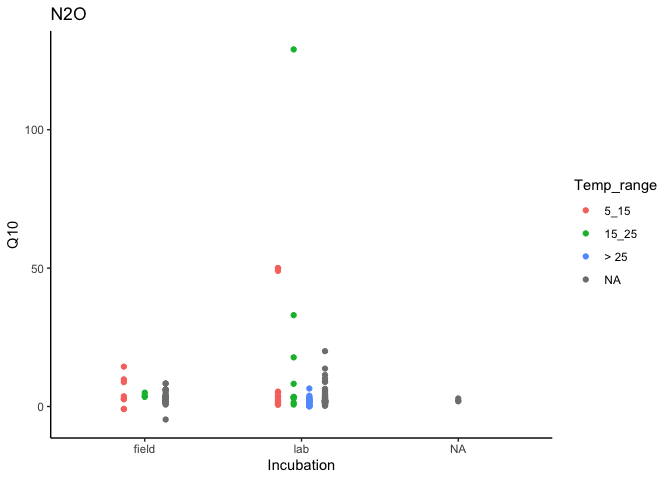 N2O
Q10
100
50
0
field
lab
NA
Incubation
Temp_range
5_15
15_25
> 25
NA